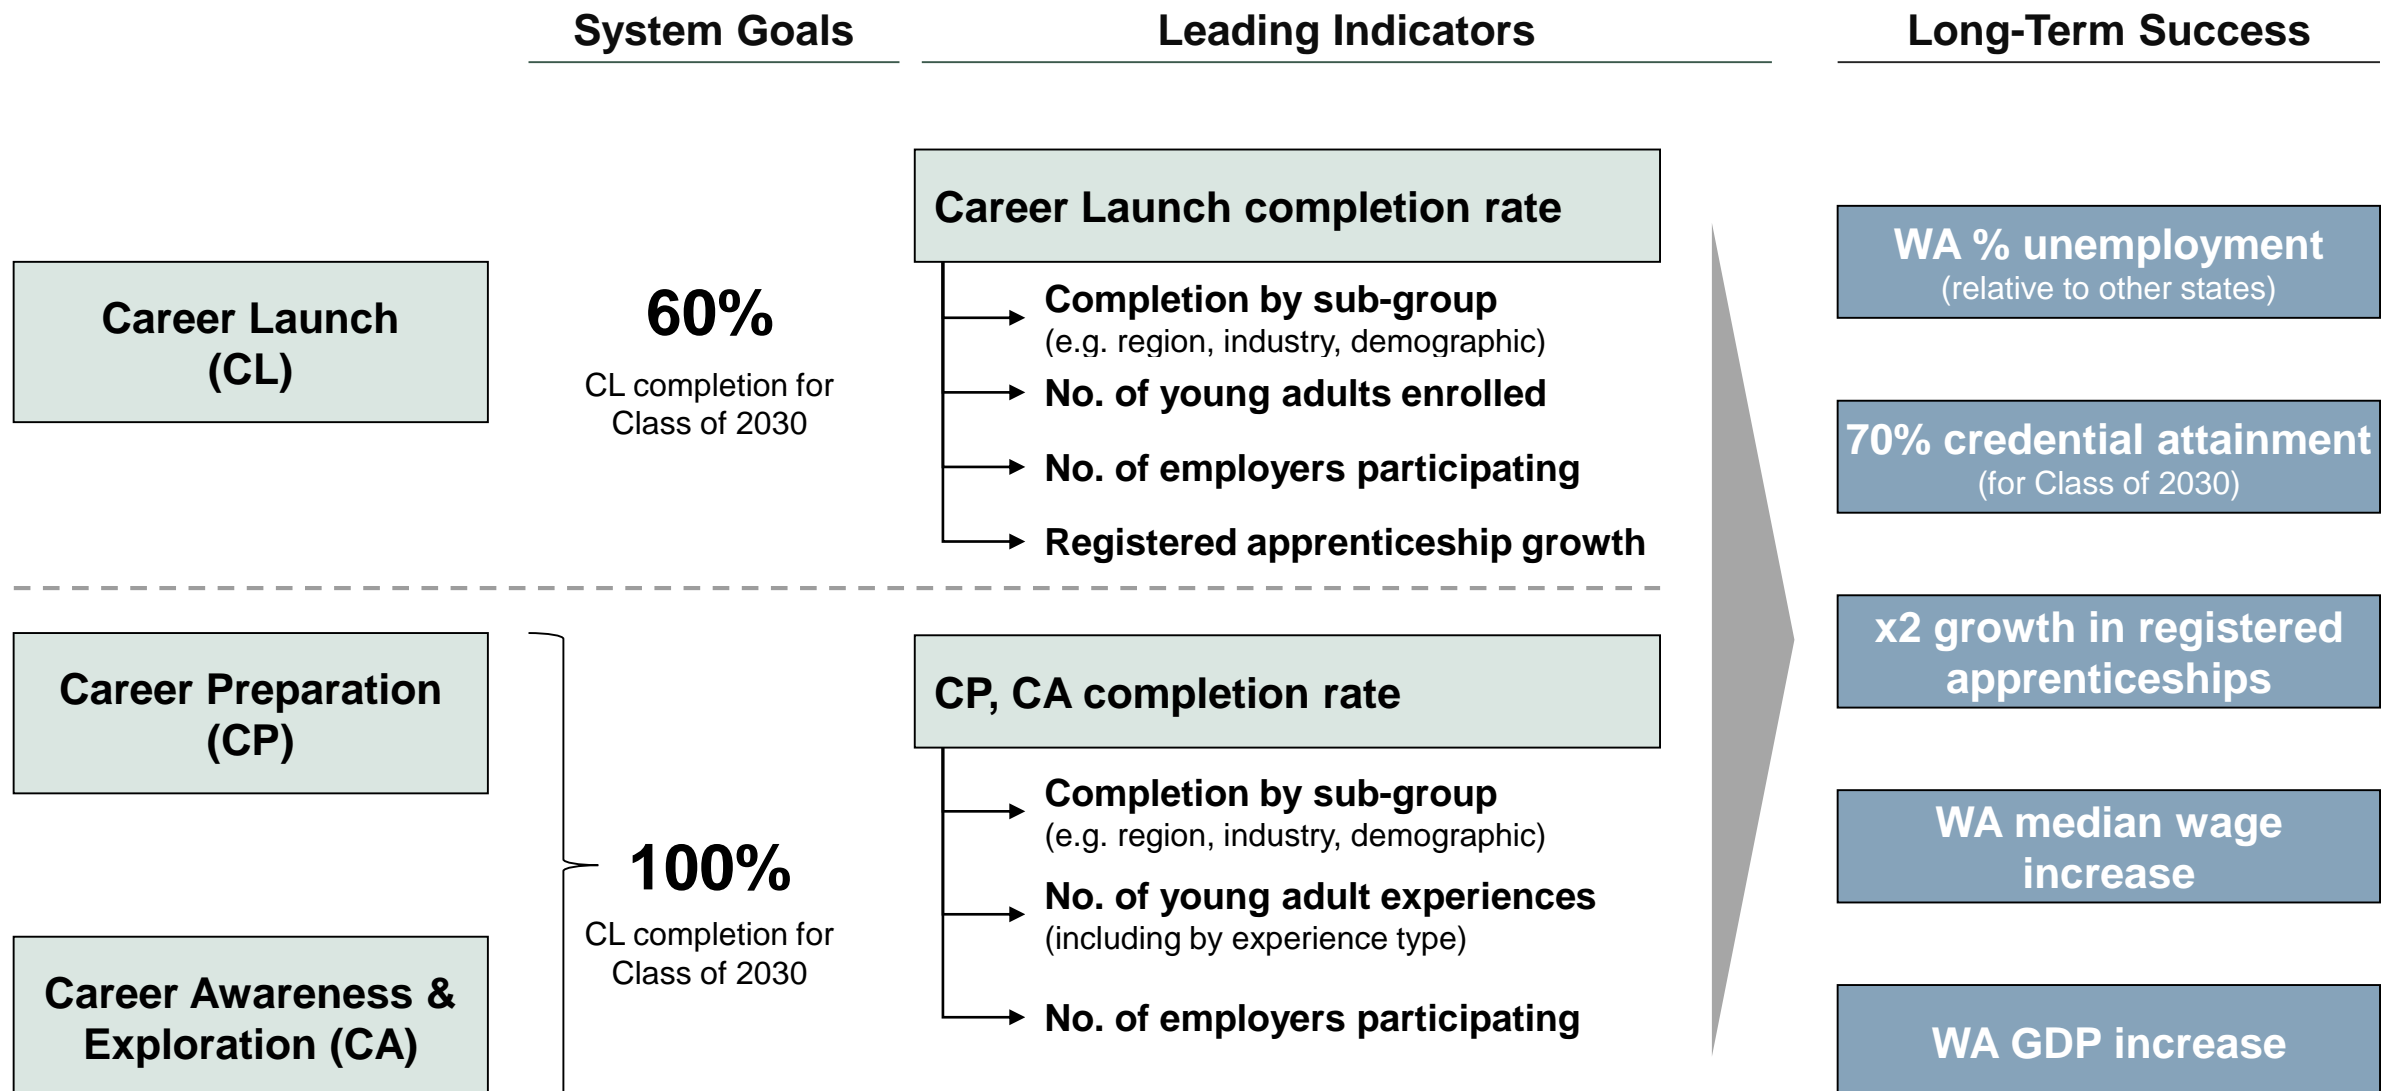 System Goals
Leading Indicators
Long-Term Success
Career Launch
(CL)
60%
CL completion for
Class of 2030
Career Launch completion rate
Completion by sub-group
(e.g. region, industry, demographic)
No. of young adults enrolled
No. of employers participating
Registered apprenticeship growth
Career Preparation
(CP)
Career Awareness &
Exploration (CA)
100%
CL completion for
Class of 2030
CP, CA completion rate
Completion by sub-group
(e.g. region, industry, demographic)
No. of young adult experiences
(including by experience type)
No. of employers participating
WA % unemployment
(relative to other states)
70% credential attainment
(for Class of 2030)
x2 growth in registered
apprenticeships
WA median wage
increase
WA GDP increase